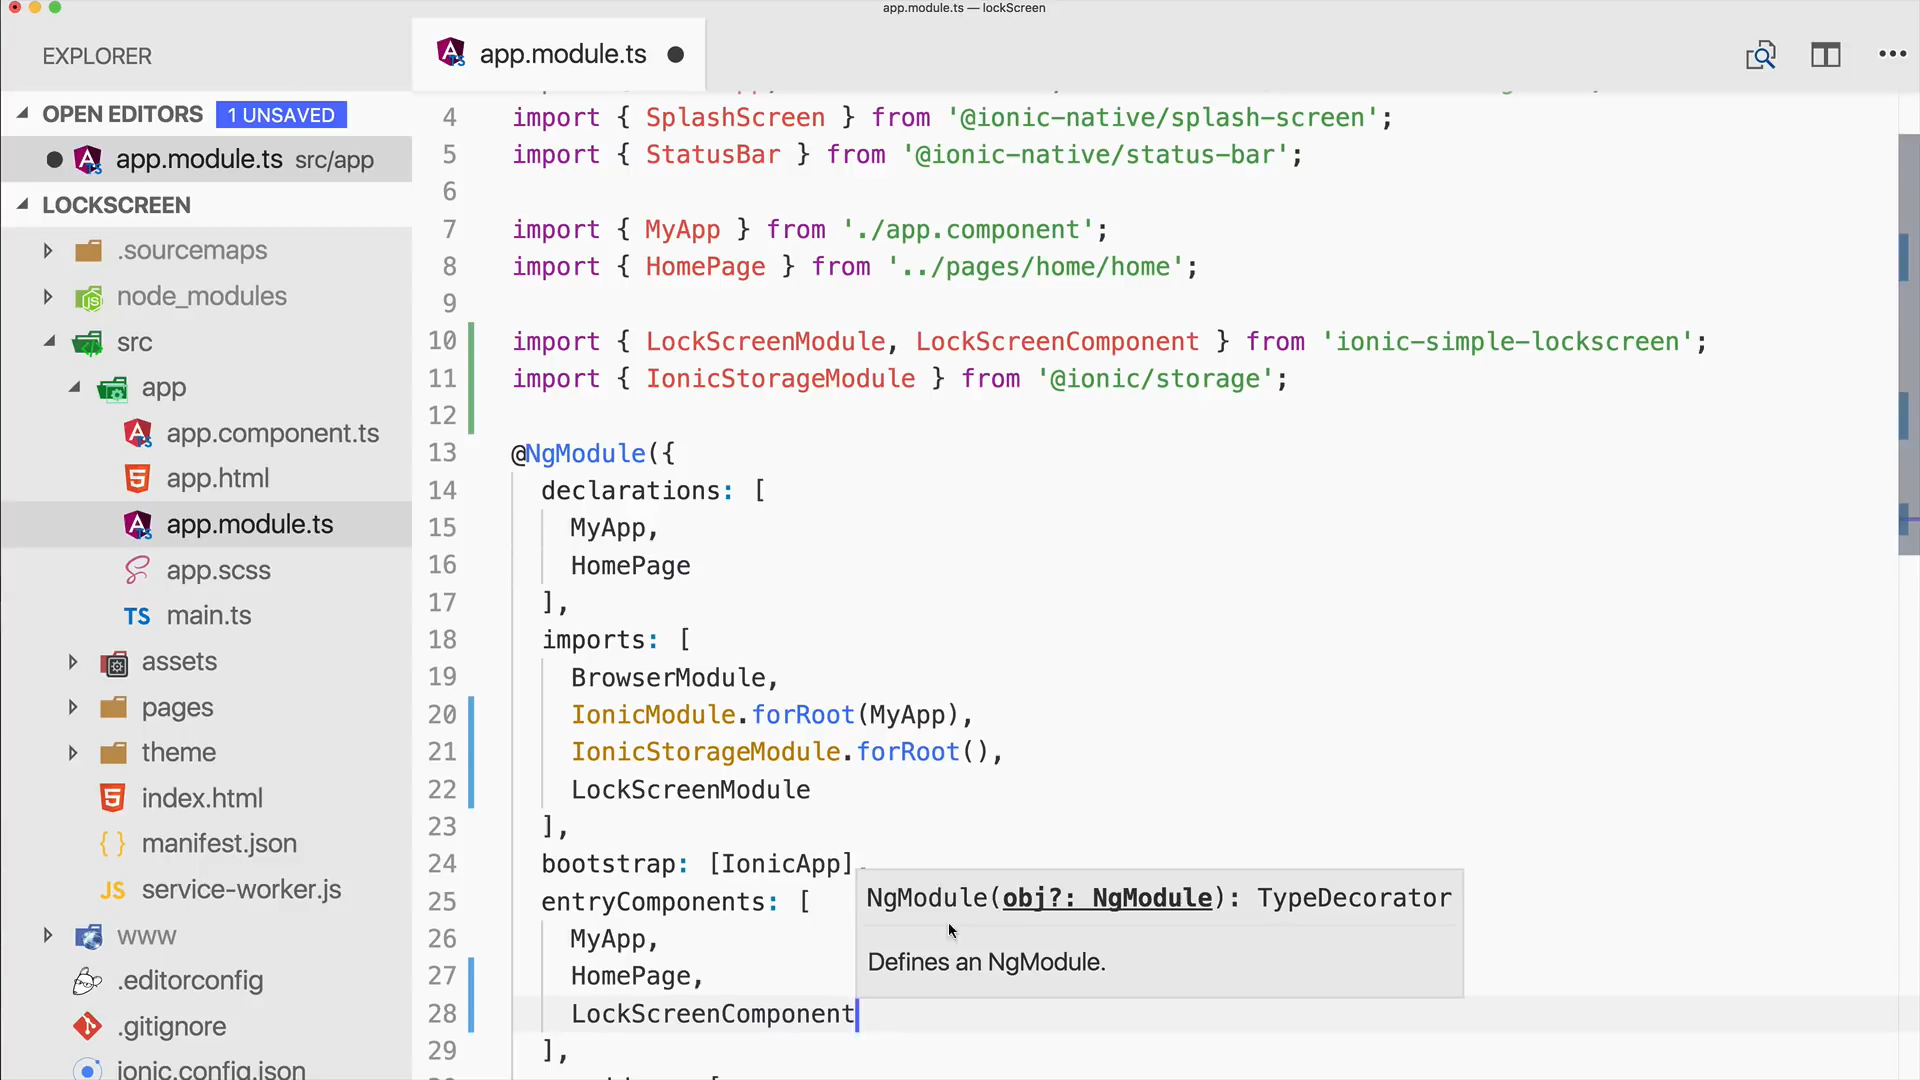 app.module.ts — lockScreen
EXPLORER
OPEN EDITORS 1 UNSAVED
app.module.ts src/app
LOCKSCREEN
.sourcemaps
node_modules
src
app
app.component.ts
app.html
app.module.ts
app.scss
TS main.ts
assets
pages
theme
index.html
{ } manifest.json
JS service-worker.js
www
.editorconfig
.gitignore
ionic.config.json
app.module.ts
4 import { SplashScreen } from '@ionic-native/splash-screen';
5 import { StatusBar } from '@ionic-native/status-bar';
6
7 import { MyApp } from './app.component';
8 import { HomePage } from '../pages/home/home';
9
10 import { LockScreenModule, LockScreenComponent } from 'ionic-simple-lockscreen';
11 import { IonicStorageModule } from '@ionic/storage';
12
13 @NgModule({
14 declarations: [
15 MyApp,
16 HomePage
17 ],
18 imports: [
19 BrowserModule,
20 IonicModule.forRoot(MyApp),
21 IonicStorageModule.forRoot(),
22 LockScreenModule
23 ],
24 bootstrap: [IonicApp]
25 entryComponents: [
26 MyApp,
27 HomePage,
28 LockScreenComponent
29 ],
NgModule(obj?: NgModule): TypeDecorator
Defines an NgModule.